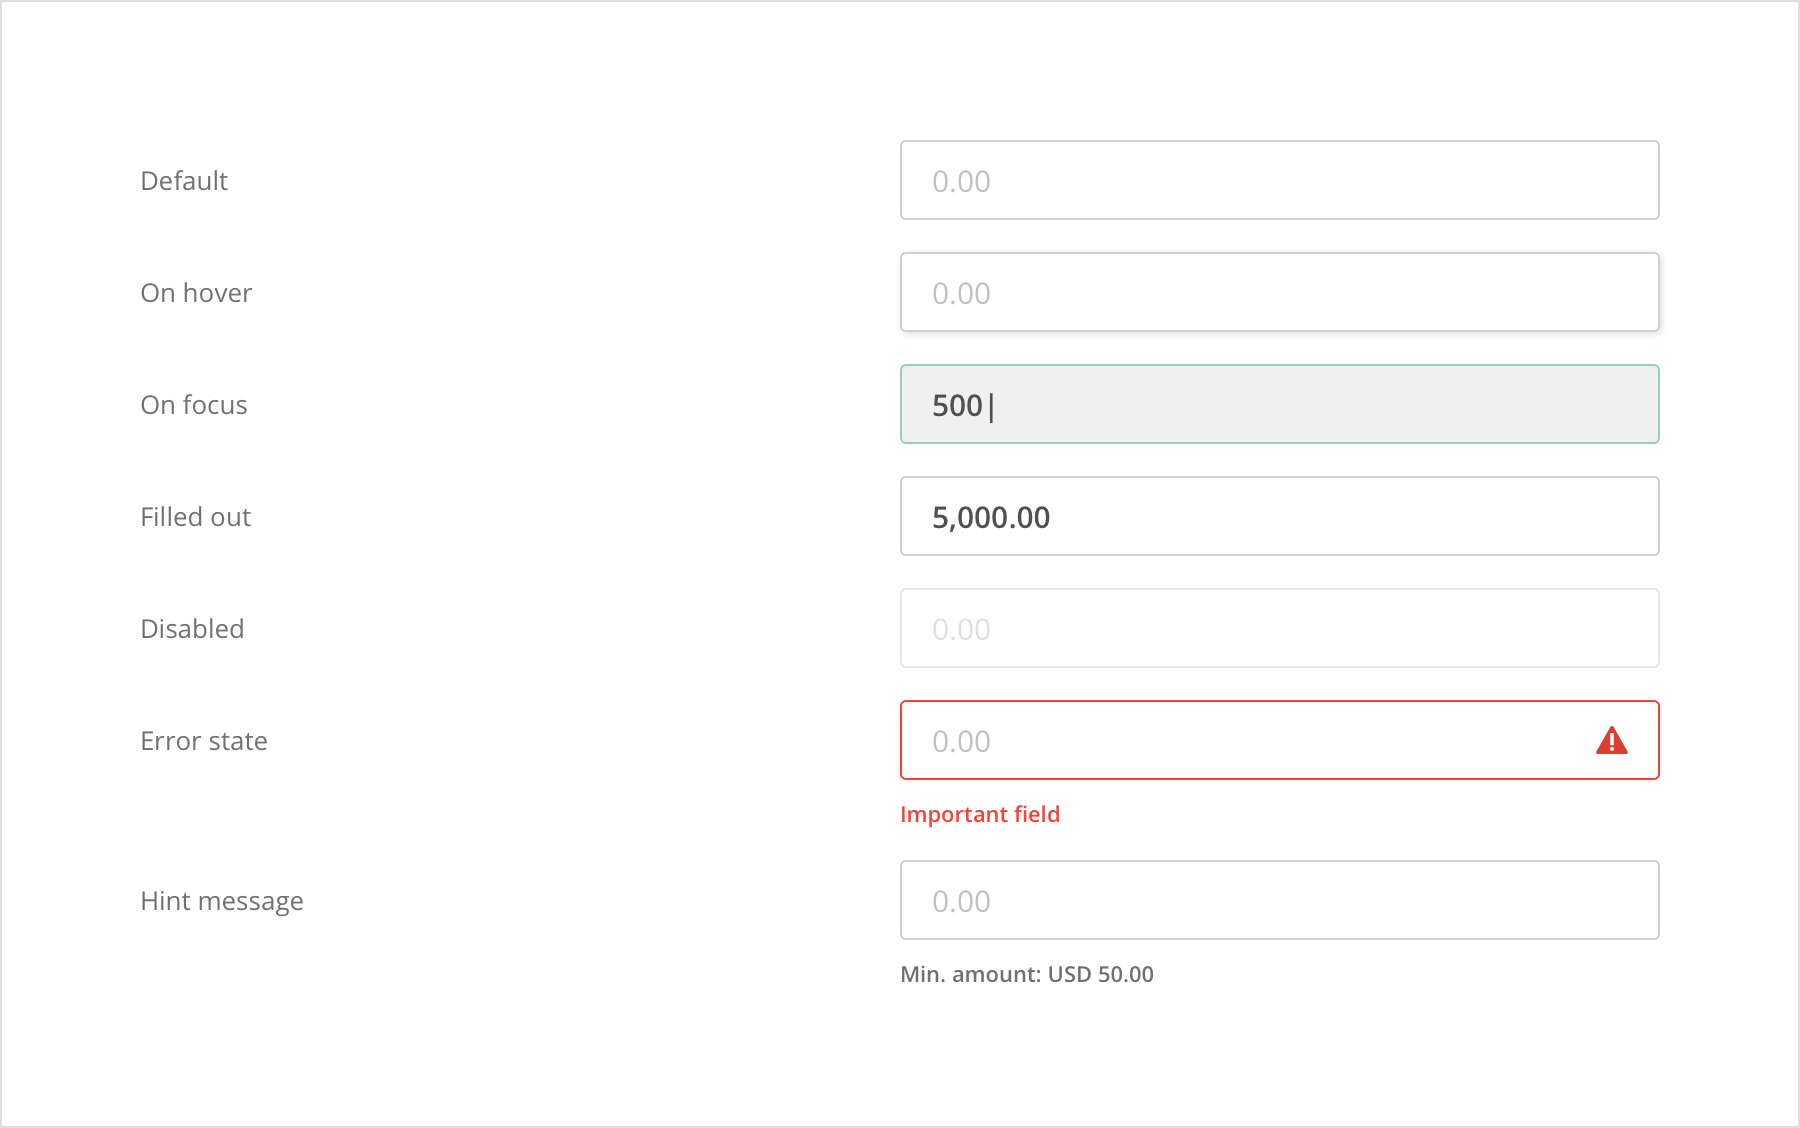 Default
0.00
On hover
0.00
On focus
500
Filled out
5,000.00
Disabled
0.00
Error state
0.00
Important field
Hint message
0.00
Min. amount: USD 50.00